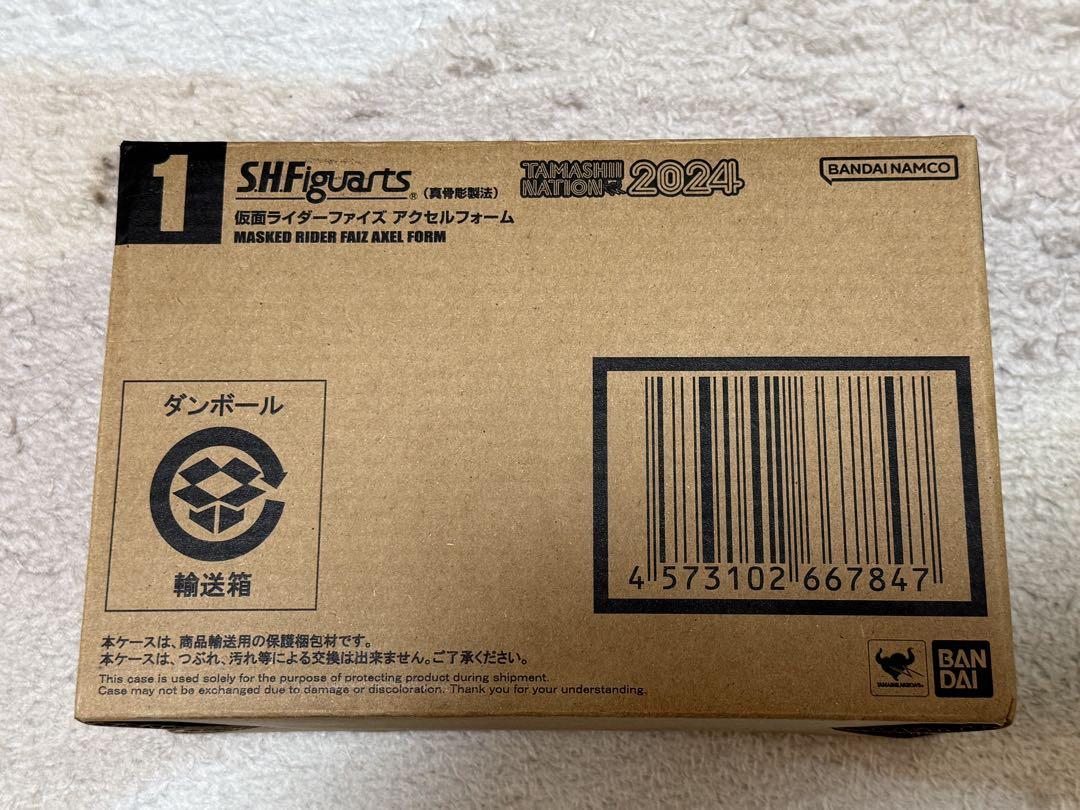 1
S.H.Figuarts®(真骨彫製法)
TAMASHII
NATION 2024
BANDAI NAMCO
仮面ライダーファイズ アクセルフォーム
MASKED RIDER FAIZ AXEL FORM
ダンボール
輸送箱
4 573102 667847
本ケースは、商品輸送用の保護梱包材です。
本ケースは、つぶれ、汚れ等による交換は出来ません。ご了承ください。
This case is used solely for the purpose of protecting product during shipment.
Case may not be exchanged due to damage or discoloration. Thank you for your understanding.
TAMASHII NATIONS
BAN
DAI